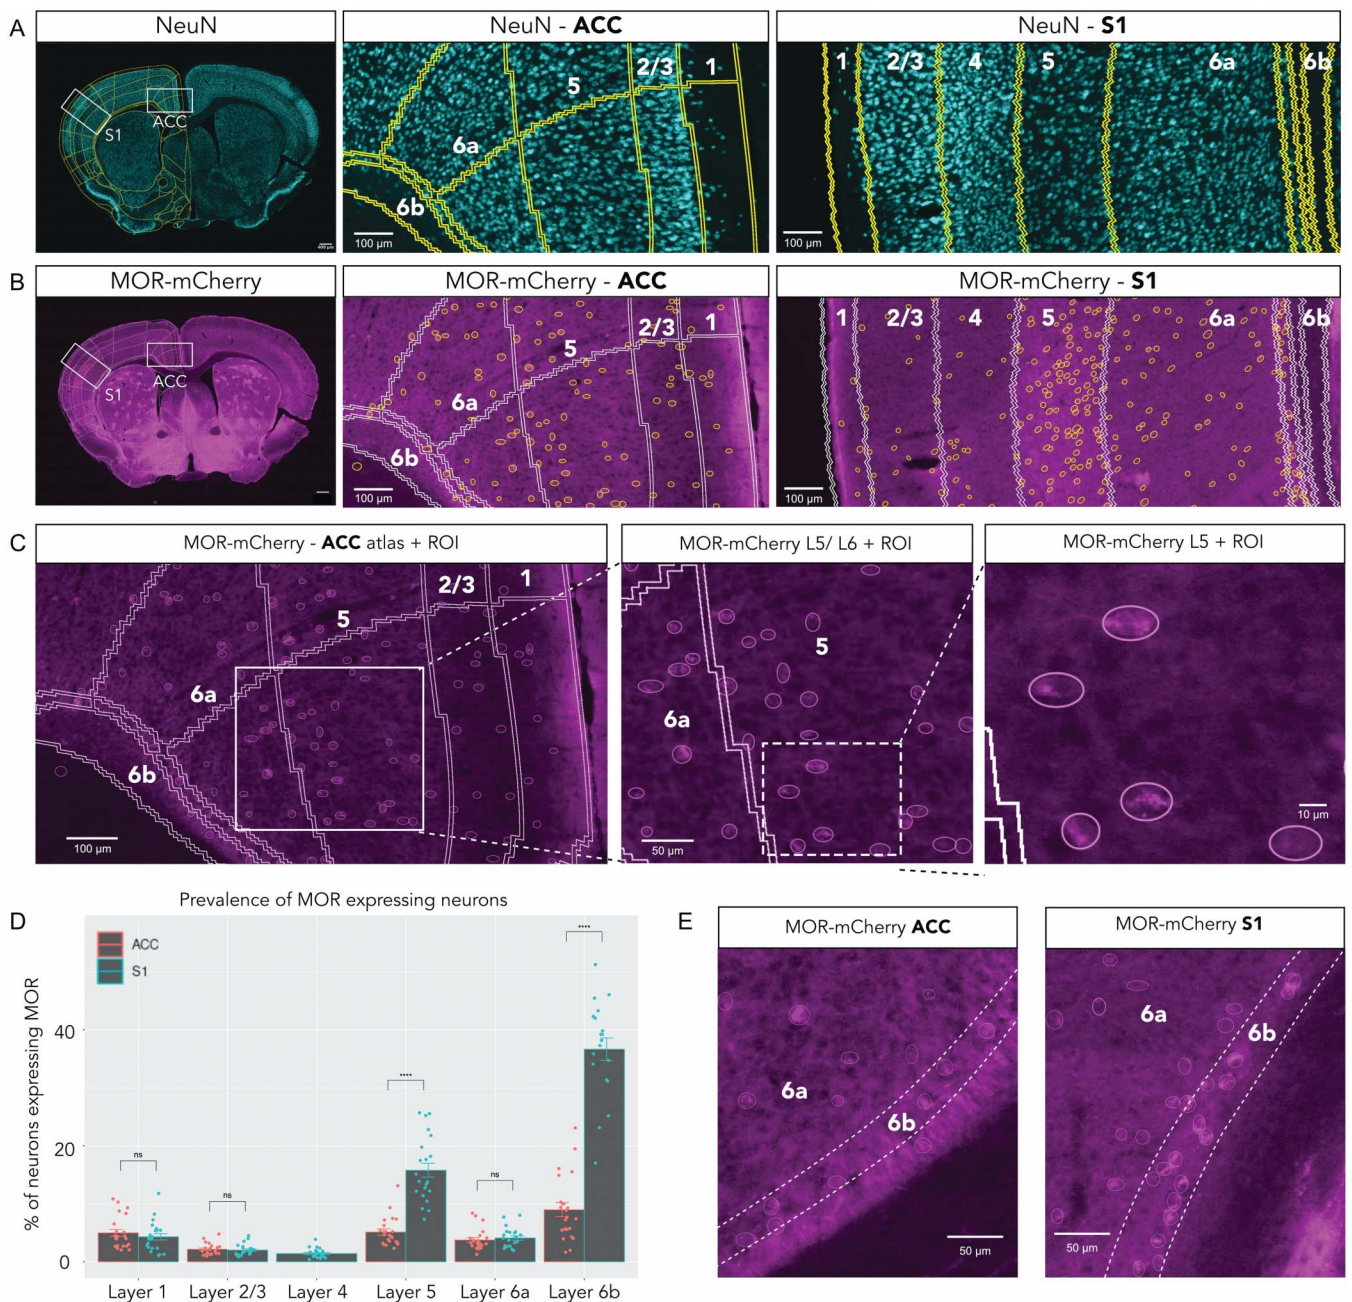 A
NeuN
NeuN - ACC
NeuN - S1
S1
ACC
400 µm
2/3
1
5
6a
6b
100 µm
1
2/3
4
5
6a
6b
100 µm
B
MOR-mCherry
MOR-mCherry - ACC
MOR-mCherry - S1
S1
ACC
2/3
1
5
6a
6b
100 µm
1
2/3
4
5
6a
6b
100 µm
C
MOR-mCherry - ACC atlas + ROI
MOR-mCherry L5/ L6 + ROI
MOR-mCherry L5 + ROI
1
2/3
5
6a
6b
100 µm
5
6a
50 µm
10 µm
D
Prevalence of MOR expressing neurons
ACC
S1
% of neurons expressing MOR
40
20
0
ns
ns
****
ns
****
Layer 1
Layer 2/3
Layer 4
Layer 5
Layer 6a
Layer 6b
E
MOR-mCherry ACC
MOR-mCherry S1
6a
6b
50 µm
6a
6b
50 µm